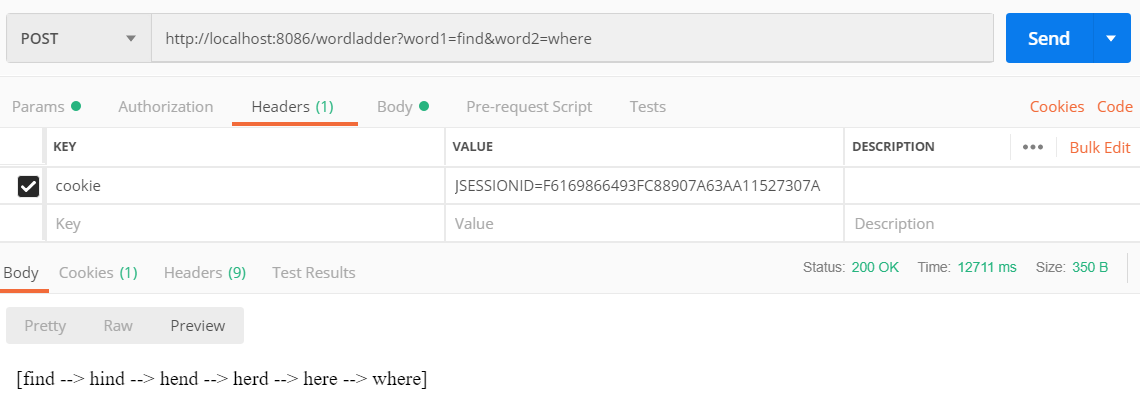 POST http://localhost:8086/wordladder?word1=find&word2=where Send
Params Authorization Headers (1) Body Pre-request Script Tests Cookies Code
KEY VALUE DESCRIPTION ••• Bulk Edit
cookie JSESSIONID=F6169866493FC88907A63AA11527307A
Key Value Description
Body Cookies (1) Headers (9) Test Results Status: 200 OK Time: 12711 ms Size: 350 B
Pretty Raw Preview
[find --> hind --> hend --> herd --> here --> where]